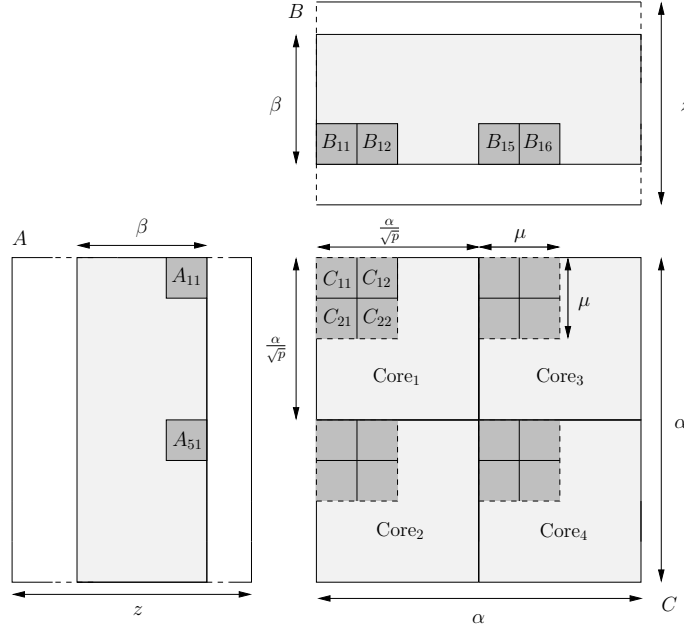 B
β
B₁₁ B₁₂ B₁₅ B₁₆
A
β
α/√p
μ
A₁₁
C₁₁ C₁₂
C₂₁ C₂₂
μ
α/√p
Core₁
Core₃
α
A₅₁
Core₂
Core₄
z
α
C